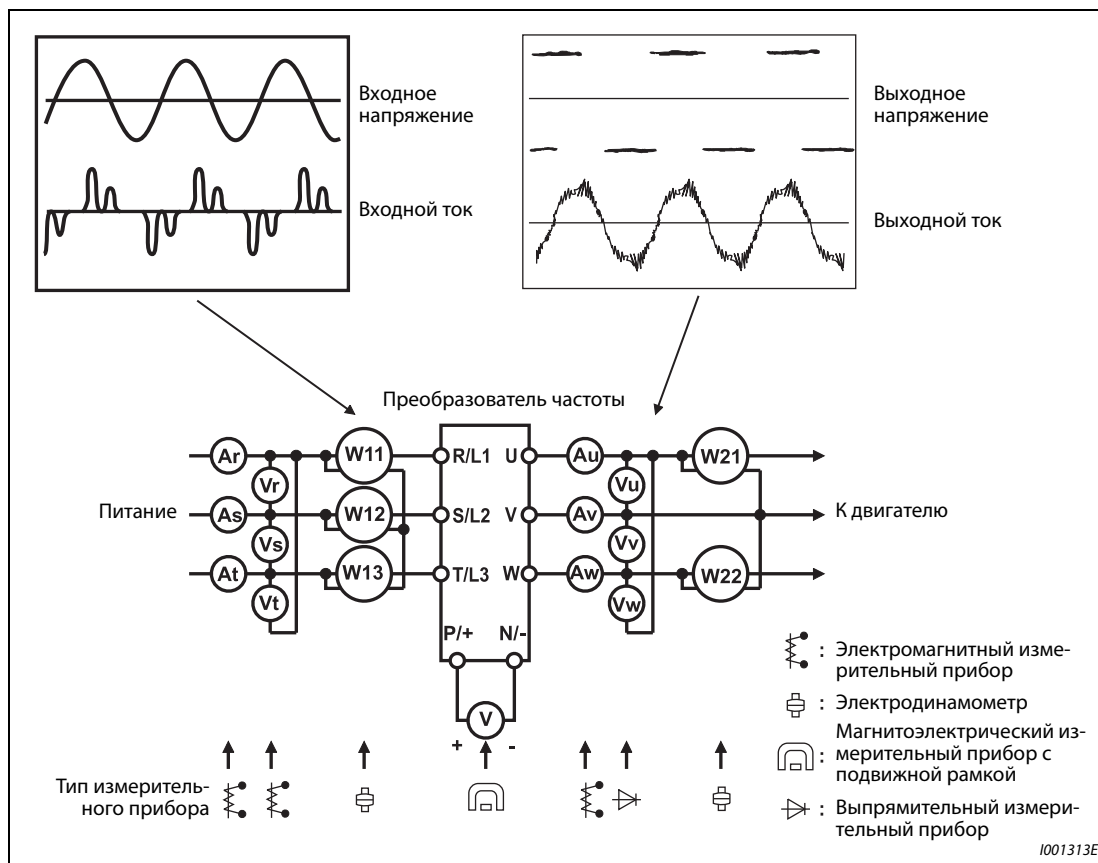 Входное
напряжение
Входной ток
Выходное
напряжение
Выходной ток
Преобразователь частоты
Ar
W11
R/L1
U
Au
W21
Vr
Vu
Питание
As
W12
S/L2
V
Av
К двигателю
Vs
Vv
At
W13
T/L3
W
Aw
W22
Vt
Vw
P/+
N/-
V
+
-
: Электромагнитный изме-
рительный прибор
: Электродинамометр
: Магнитоэлектрический из-
мерительный прибор с
подвижной рамкой
: Выпрямительный измери-
тельный прибор
Тип измеритель-
ного прибора
I001313E